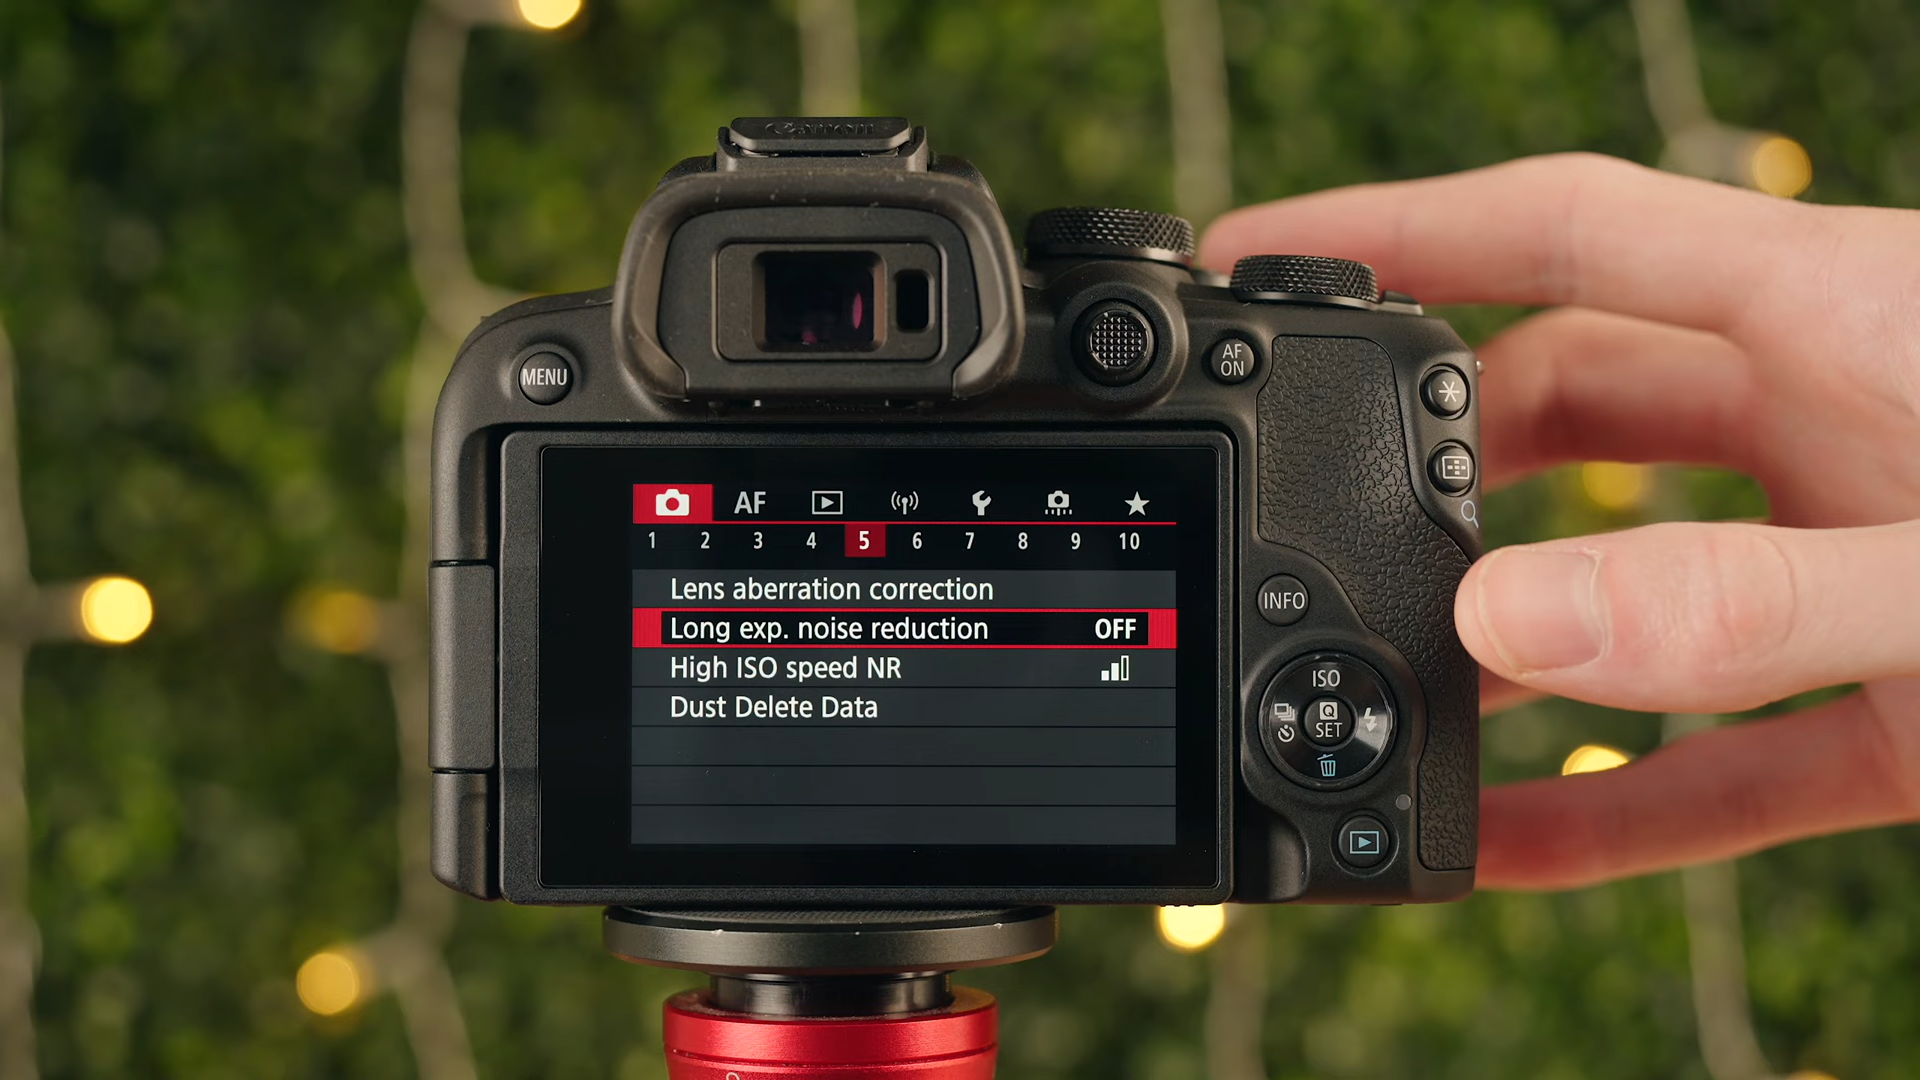 Canon
MENU
AF
ON
AF
1 2 3 4 5 6 7 8 9 10
Lens aberration correction
Long exp. noise reduction OFF
High ISO speed NR
Dust Delete Data
INFO
ISO
Q
SET